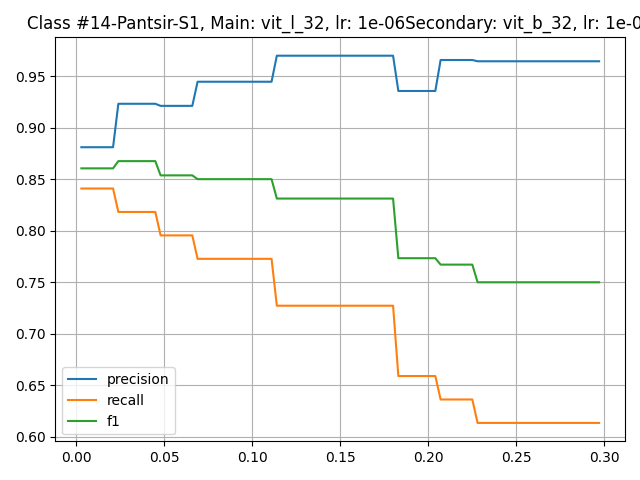 Class #14-Pantsir-S1, Main: vit_l_32, lr: 1e-06Secondary: vit_b_32, lr: 1e-0
0.95
0.90
0.85
0.80
0.75
0.70
0.65
0.60
precision
recall
f1
0.00 0.05 0.10 0.15 0.20 0.25 0.30